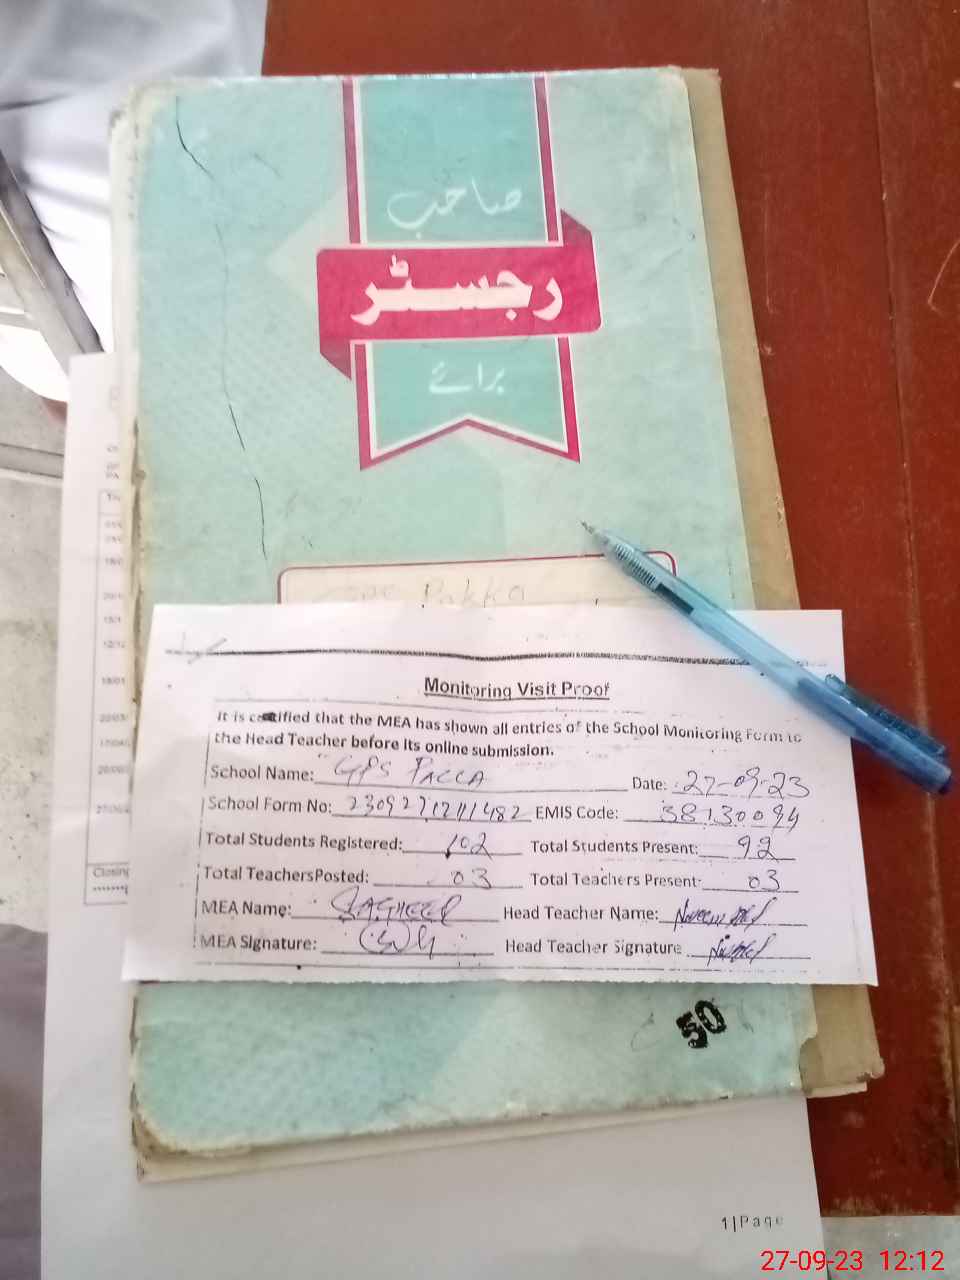 صاحب
رجسٹر
برائے
Pakka
Monitoring Visit Proof
It is certified that the MEA has shown all entries of the School Monitoring Form to
the Head Teacher before its online submission.
School Name: GPS PACCA Date: 27-09-23
School Form No: EMIS Code: 38130094
Total Students Registered: 102 Total Students Present: 92
Total TeachersPosted: 03 Total Teachers Present: 03
MEA Name: SAGHEER Head Teacher Name:
MEA Signature: Head Teacher Signature
50
Closing
1|Page
27-09-23 12:12